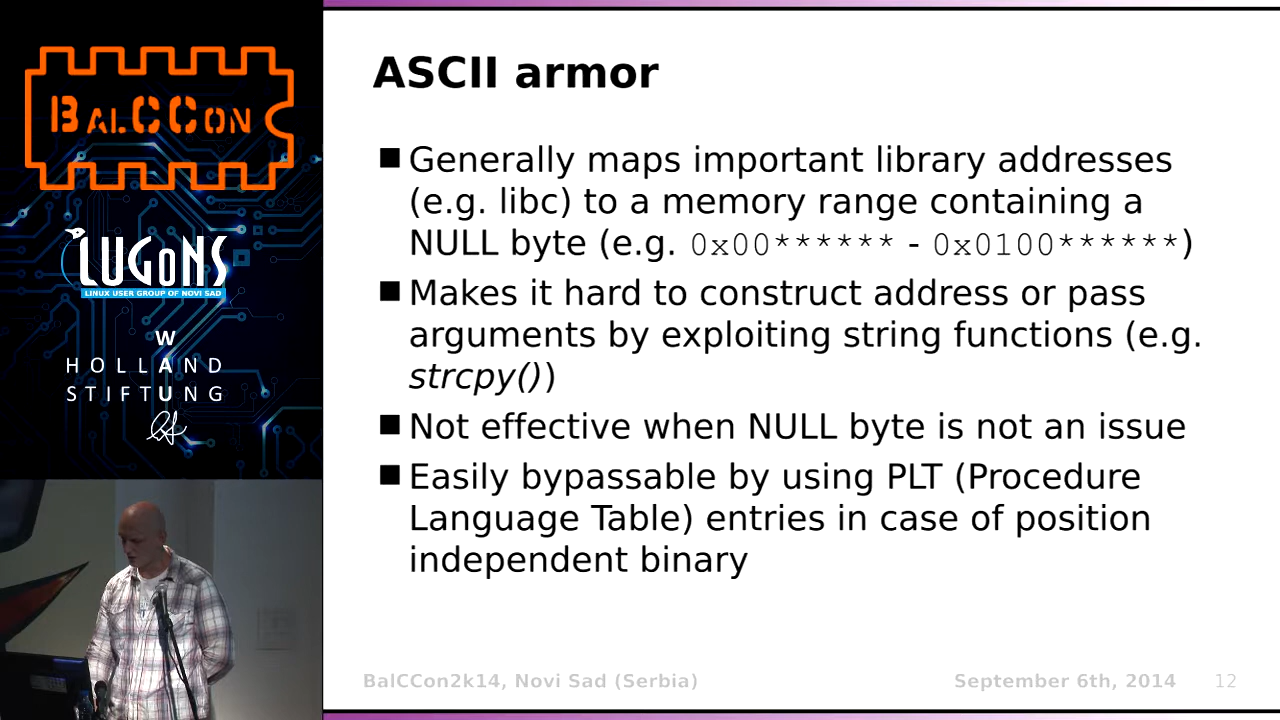 BALCCON
LUGONS
LINUX USER GROUP OF NOVI SAD
W
HOLLAND
STIFTUNG
ASCII armor
Generally maps important library addresses
(e.g. libc) to a memory range containing a
NULL byte (e.g. 0x00****** - 0x0100******)
Makes it hard to construct address or pass
arguments by exploiting string functions (e.g.
strcpy())
Not effective when NULL byte is not an issue
Easily bypassable by using PLT (Procedure
Language Table) entries in case of position
independent binary
BalCCon2k14, Novi Sad (Serbia) September 6th, 2014 12